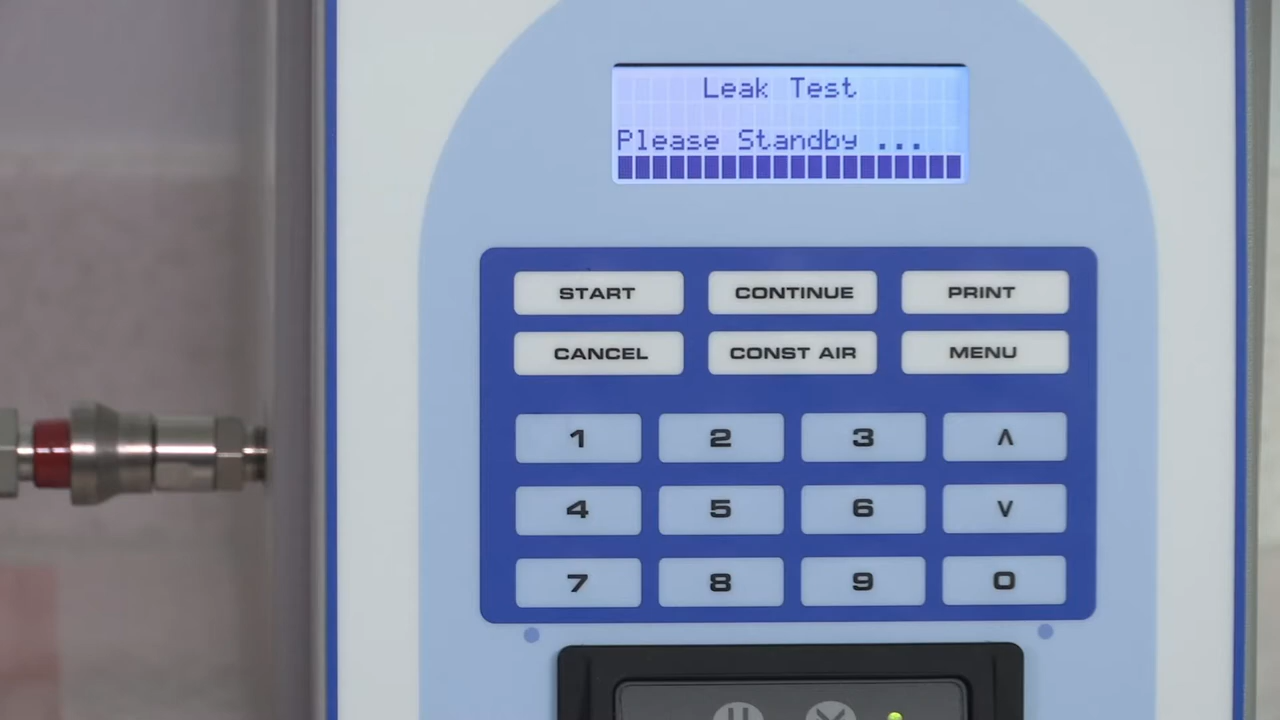 Leak Test
Please Standby ...
START CONTINUE PRINT
CANCEL CONST AIR MENU
1 2 3 ∧
4 5 6 ∨
7 8 9 0